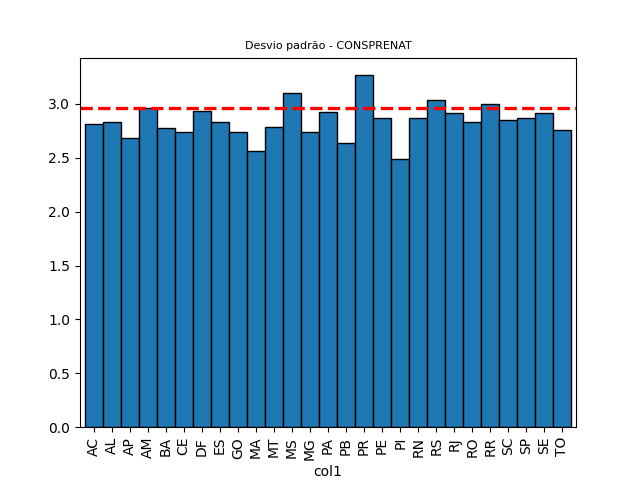 Desvio padrão - CONSPRENAT
3.0
2.5
2.0
1.5
1.0
0.5
0.0
AC AL AP AM BA CE DF ES GO MA MT MS MG PA PB PR PE PI RN RS RJ RO RR SC SP SE TO
col1